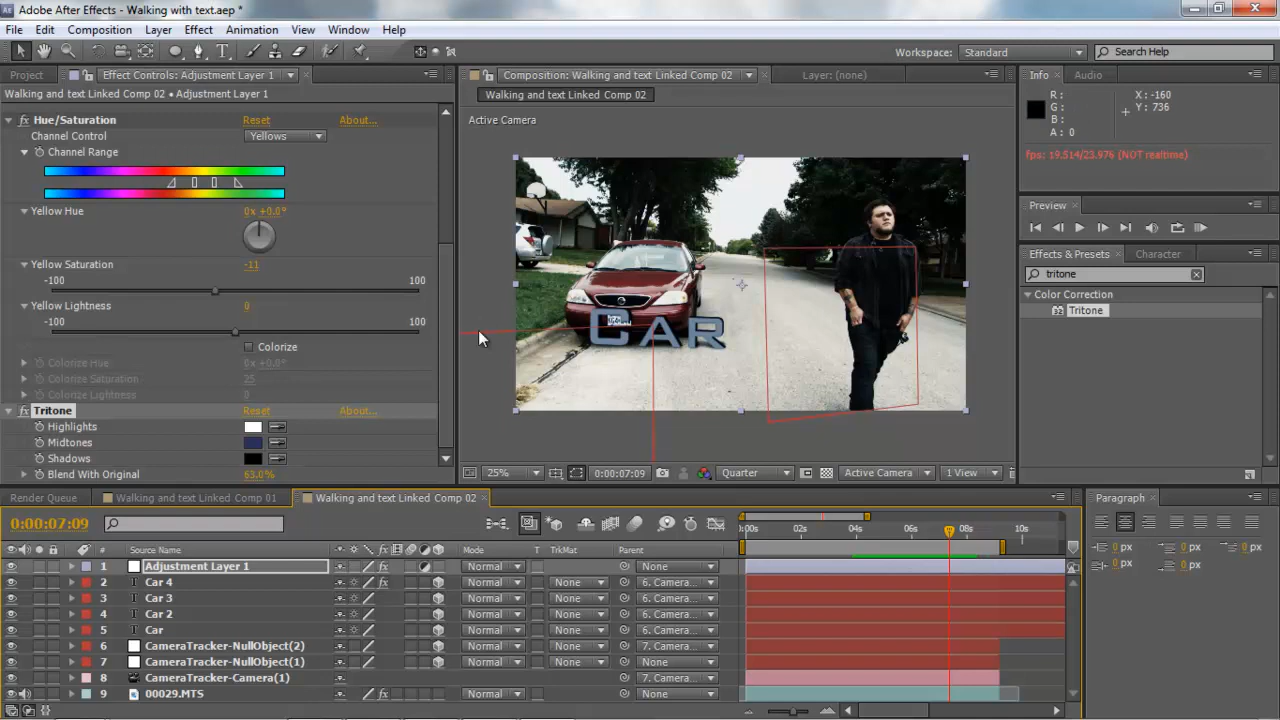 Adobe After Effects - Walking with text.aep *
File Edit Composition Layer Effect Animation View Window Help
Workspace: Standard Search Help
Project Effect Controls: Adjustment Layer 1 Composition: Walking and text Linked Comp 02 Layer: (none) Info Audio
Walking and text Linked Comp 02 • Adjustment Layer 1 Walking and text Linked Comp 02
R: X: -160
G: Y: 736
B:
A: 0
Active Camera
fps: 19.514/23.976 (NOT realtime)
Hue/Saturation Reset About...
Channel Control Yellows
Channel Range
Yellow Hue 0x +0.0°
Yellow Saturation -11
-100 100
Yellow Lightness 0
-100 100
Colorize
Colorize Hue 0x +0.0°
Colorize Saturation 25
Colorize Lightness 0
Tritone Reset About...
Highlights
Midtones
Shadows
Blend With Original 63.0%
CAR
Preview
Effects & Presets Character
tritone
Color Correction
32 Tritone
25% 0:00:07:09 Quarter Active Camera 1 View
Render Queue Walking and text Linked Comp 01 Walking and text Linked Comp 02 Paragraph
0:00:07:09
:00s 02s 04s 06s 08s 10s
# Source Name Mode T TrkMat Parent
1 Adjustment Layer 1 Normal None
2 T Car 4 Normal None 6. Camera...
3 T Car 3 Normal None 6. Camera...
4 T Car 2 Normal None 6. Camera...
5 T Car Normal None 6. Camera...
6 CameraTracker-NullObject(2) Normal None 7. Camera...
7 CameraTracker-NullObject(1) Normal None None
8 CameraTracker-Camera(1) 7. Camera...
9 00029.MTS Normal None None
0 px 0 px 0 px
0 px 0 px